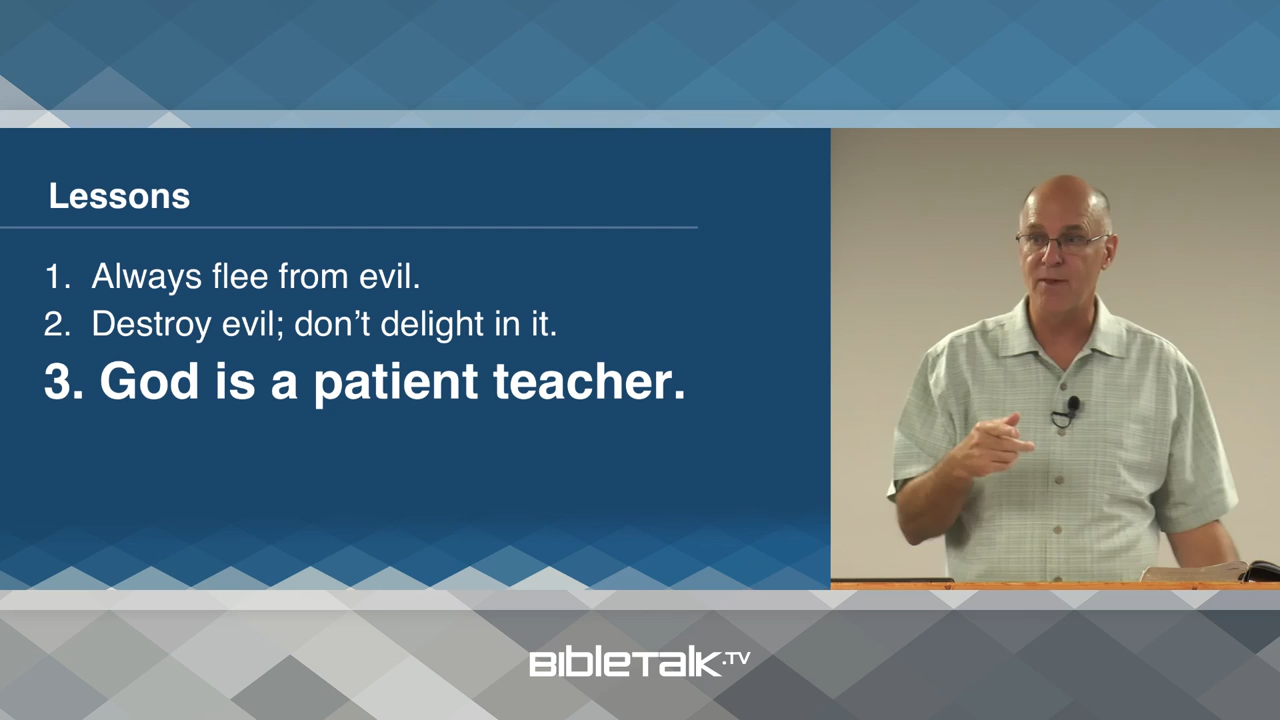 Lessons
1. Always flee from evil.
2. Destroy evil; don't delight in it.
3. God is a patient teacher.
BIBLETALK.TV